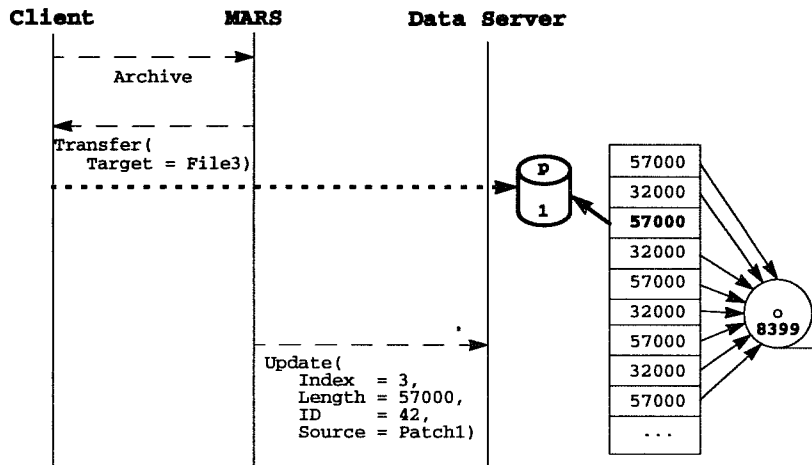 Client MARS Data Server
Archive
Transfer(
Target = File3)
p
1
57000
32000
57000
32000
57000
32000
57000
32000
57000
...
o
8399
Update(
Index = 3,
Length = 57000,
ID = 42,
Source = Patch1)